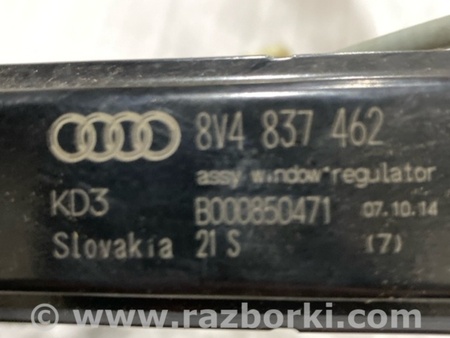 8V4 837 462
assy window regulator
KD3 B000850471 07.10.14
Slovakia 21 S (7)
www.razborki.com